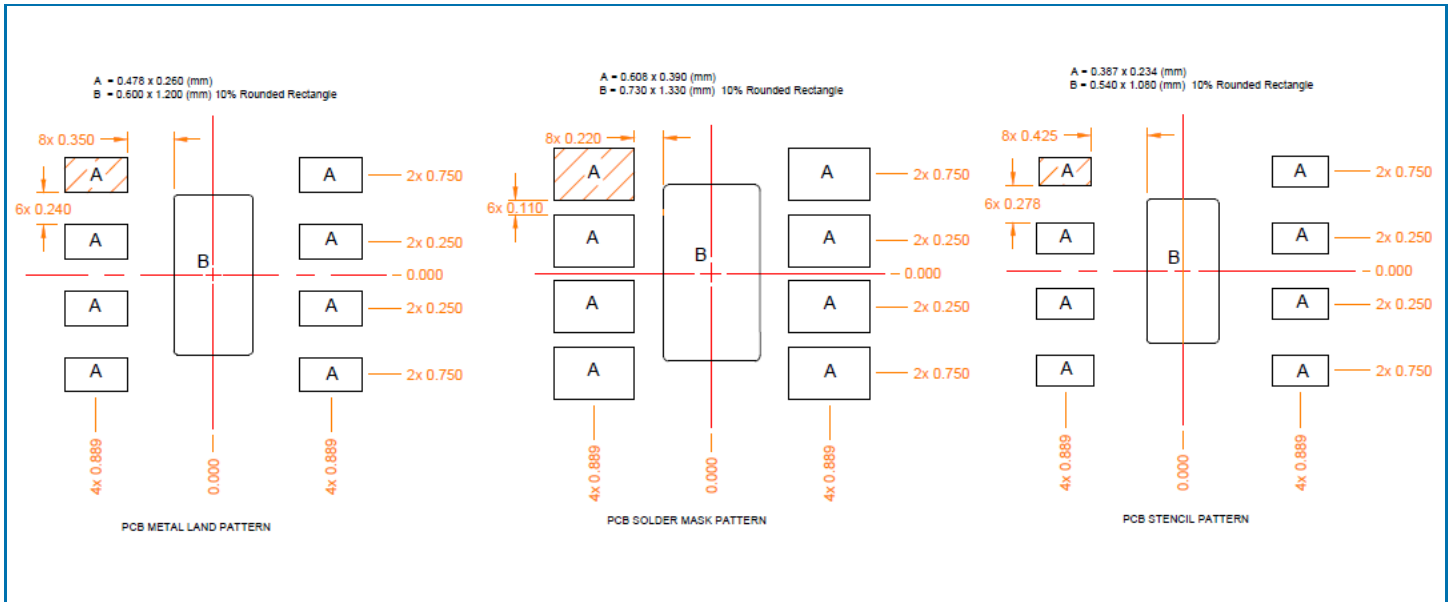 A = 0.478 x 0.260 (mm)
B = 0.600 x 1.200 (mm) 10% Rounded Rectangle
8x 0.350
A
A
2x 0.750
6x 0.240
A
A
2x 0.250
B
0.000
A
A
2x 0.250
A
A
2x 0.750
4x 0.889
0.000
4x 0.889
PCB METAL LAND PATTERN
A = 0.608 x 0.390 (mm)
B = 0.730 x 1.330 (mm) 10% Rounded Rectangle
8x 0.220
A
A
2x 0.750
6x 0.110
A
A
2x 0.250
B
0.000
A
A
2x 0.250
A
A
2x 0.750
4x 0.889
0.000
4x 0.889
PCB SOLDER MASK PATTERN
A = 0.387 x 0.234 (mm)
B = 0.540 x 1.080 (mm) 10% Rounded Rectangle
8x 0.425
A
A
2x 0.750
6x 0.278
A
A
2x 0.250
B
0.000
A
A
2x 0.250
A
A
2x 0.750
4x 0.889
0.000
4x 0.889
PCB STENCIL PATTERN